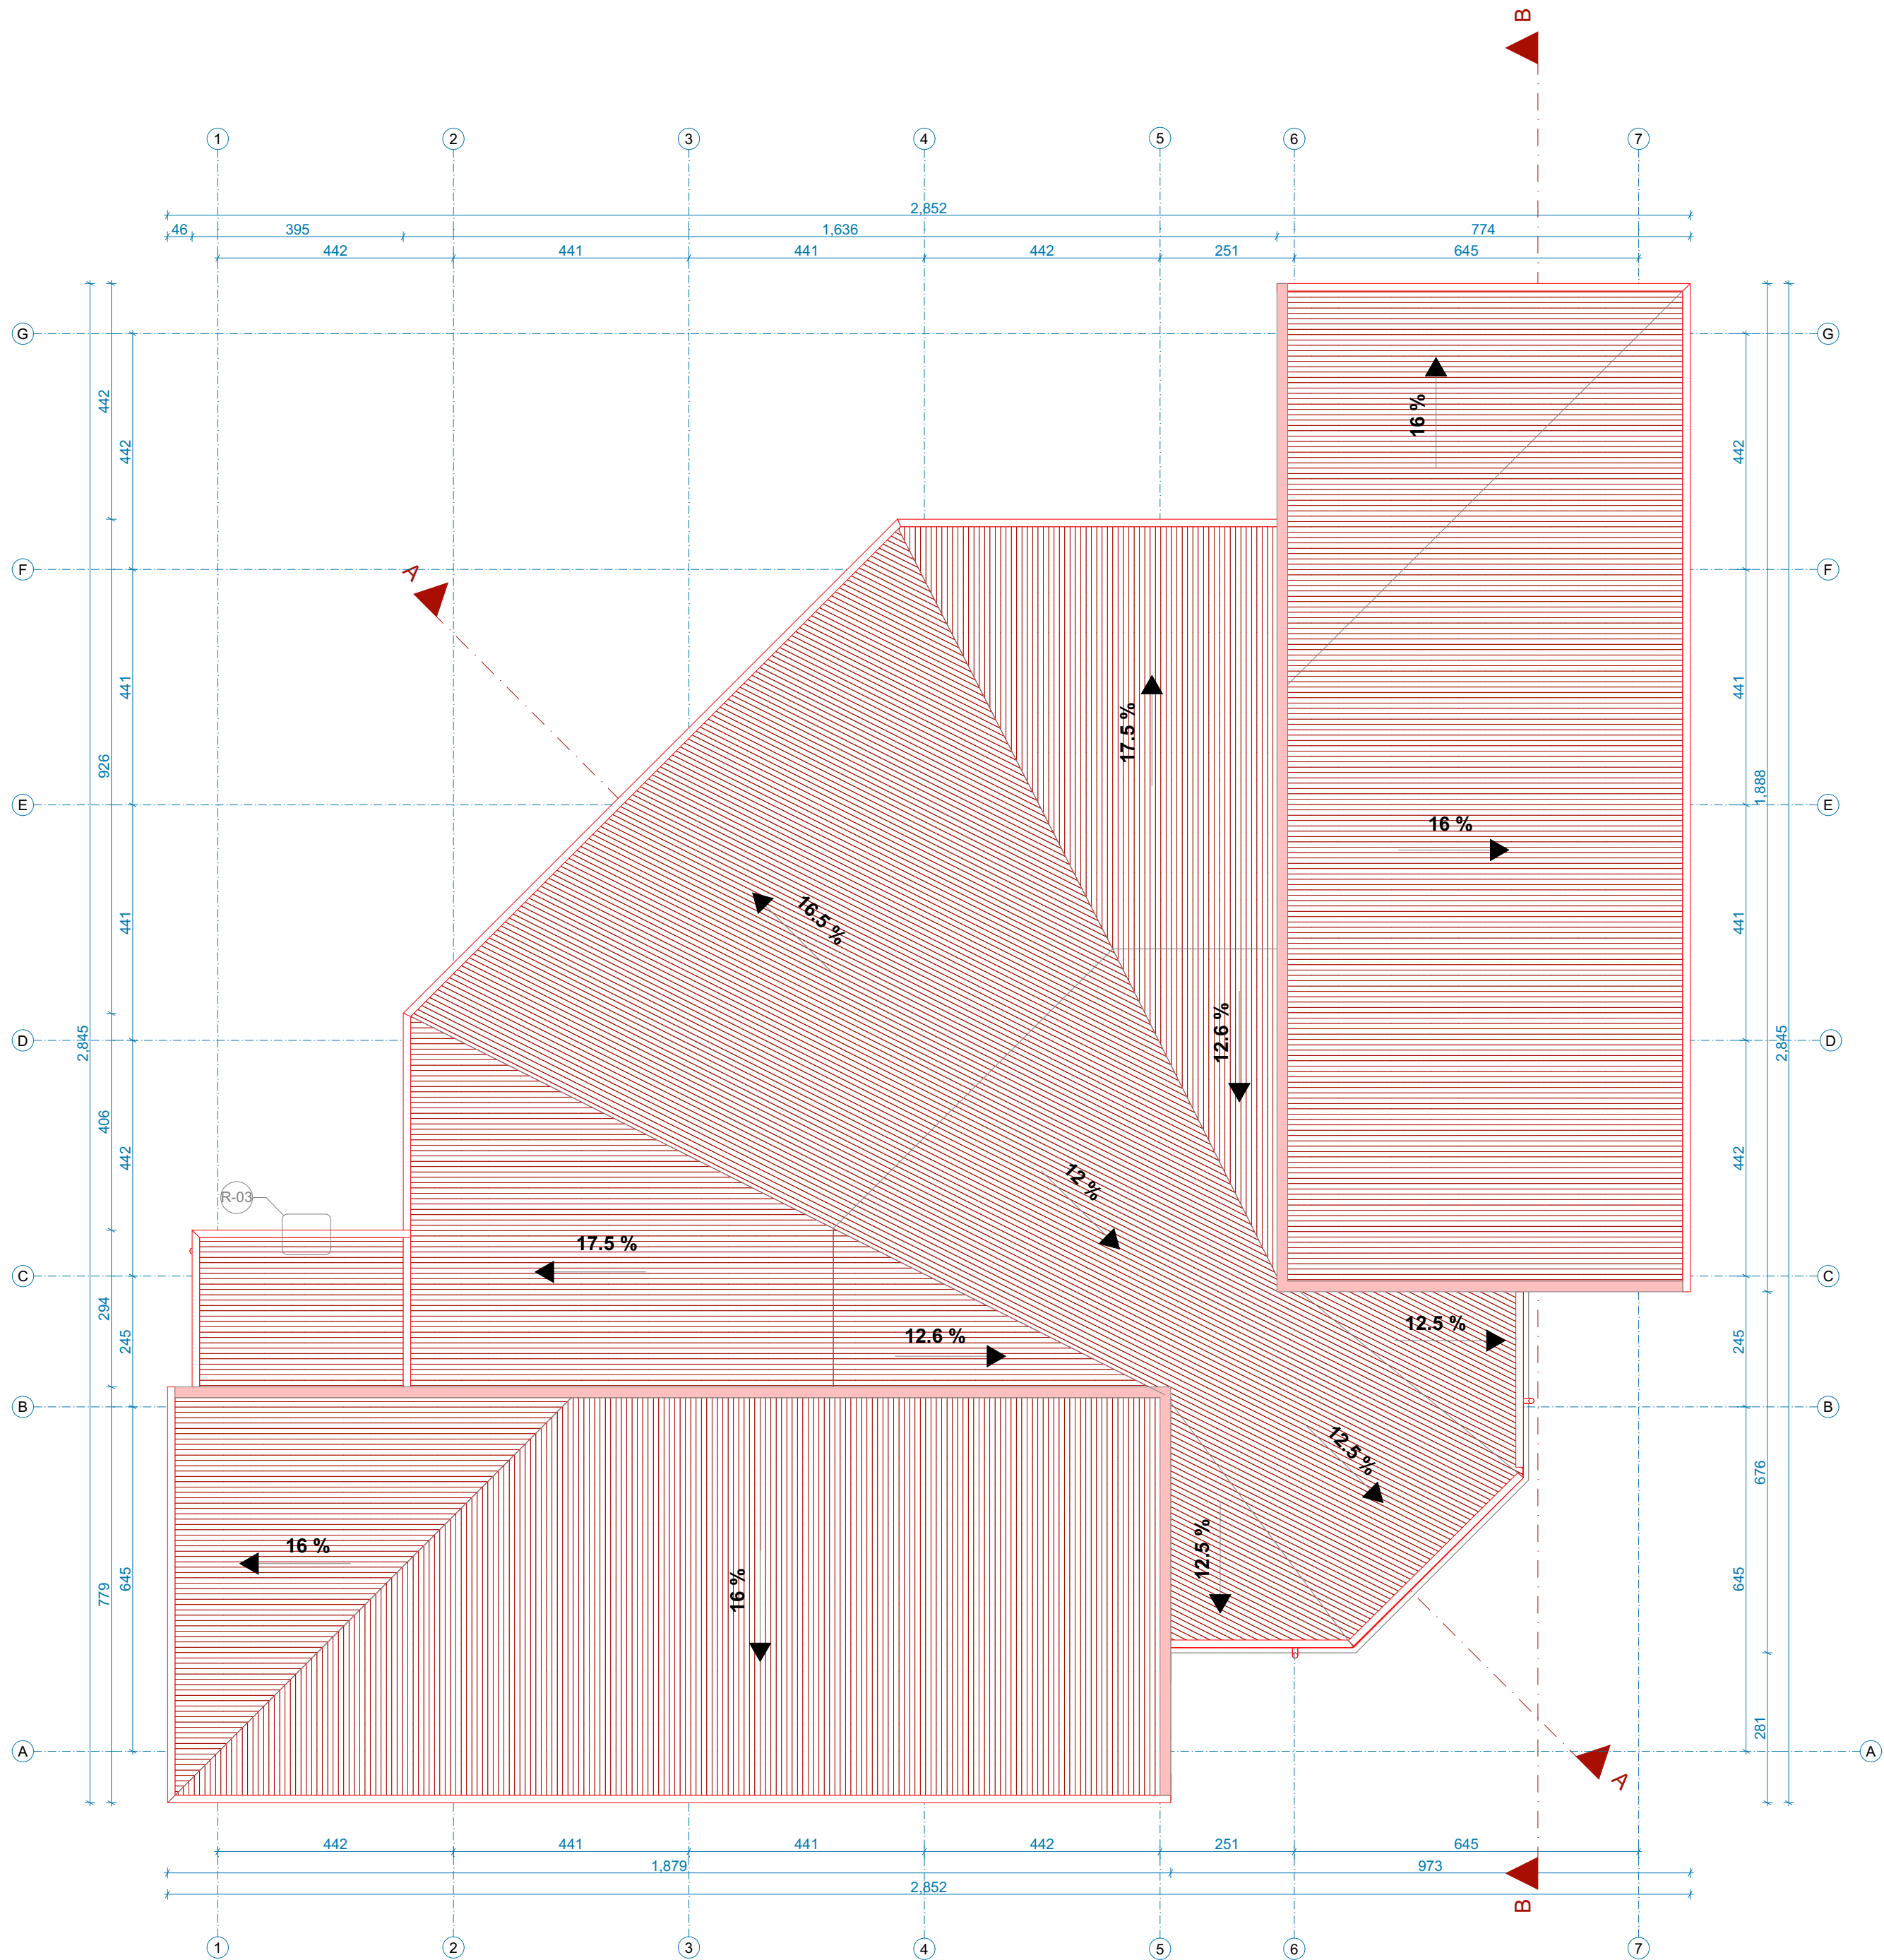 B
1 2 3 4 5 6 7
2,852
46 395 1,636 774
442 441 441 442 251 645
G G
442
442 442
16 %
F F
A
441 926 441
17.5 %
1,888
E E
16 %
441 441
16.5 %
12.6 %
D D
2,845 2,845
406
442 442
12 %
R-03
17.5 %
C C
294
245 245
12.5 %
12.6 %
B B
12.5 %
676
12.5 %
16 %
16 %
645 645
779
281
A A
A
442 441 441 442 251 645
1,879 973
2,852
B
1 2 3 4 5 6 7